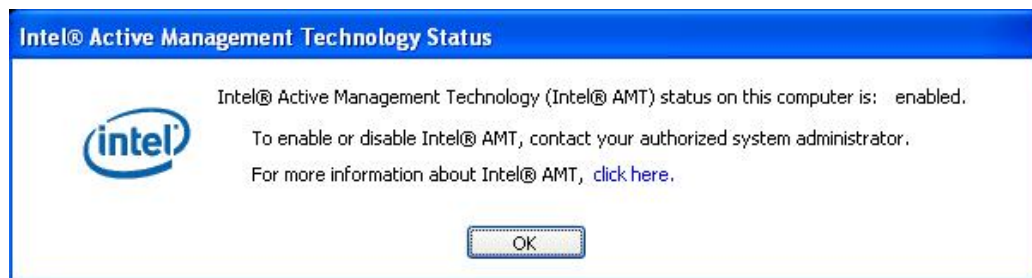 Intel® Active Management Technology Status
Intel® Active Management Technology (Intel® AMT) status on this computer is: enabled.
intel
To enable or disable Intel® AMT, contact your authorized system administrator.
For more information about Intel® AMT, click here.
OK